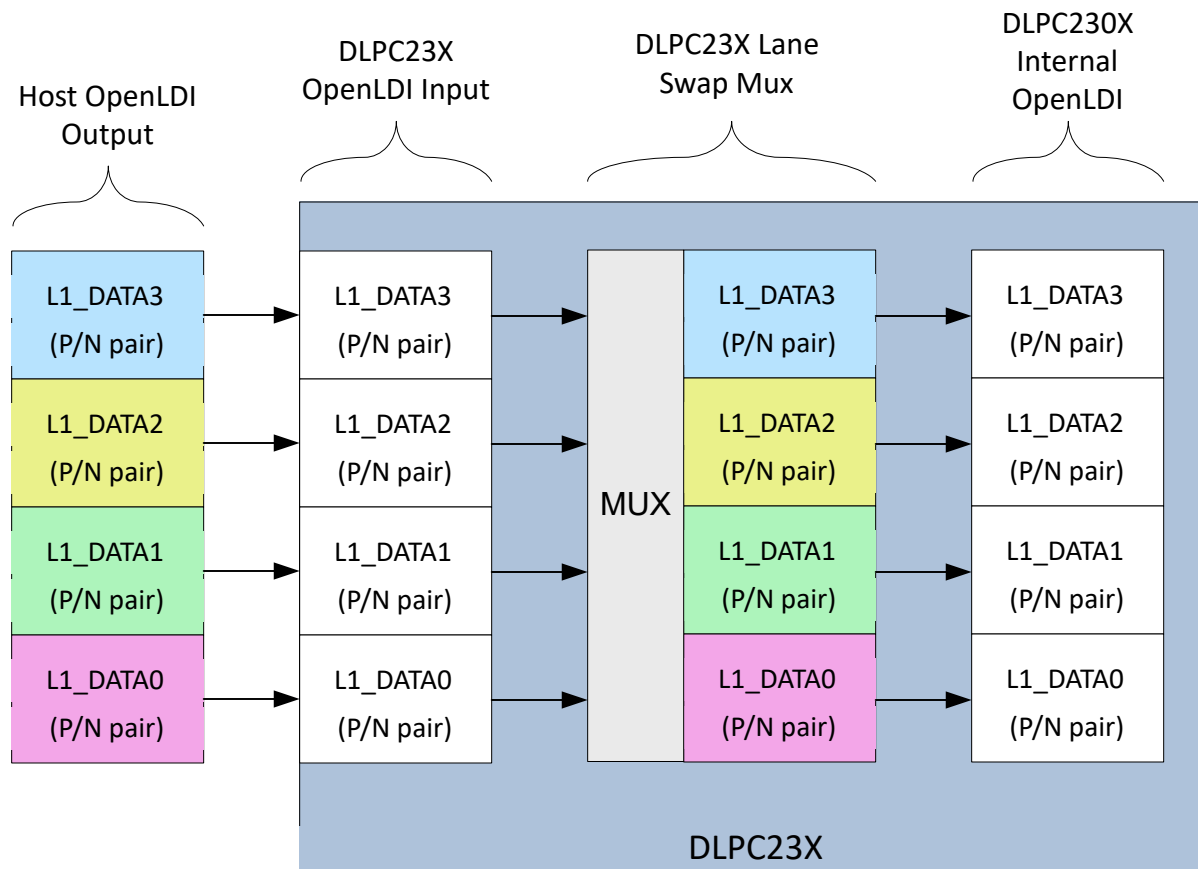 Host OpenLDI
Output
DLPC23X
OpenLDI Input
DLPC23X Lane
Swap Mux
DLPC230X
Internal
OpenLDI
L1_DATA3
(P/N pair)
L1_DATA2
(P/N pair)
L1_DATA1
(P/N pair)
L1_DATA0
(P/N pair)
L1_DATA3
(P/N pair)
L1_DATA2
(P/N pair)
L1_DATA1
(P/N pair)
L1_DATA0
(P/N pair)
MUX
L1_DATA3
(P/N pair)
L1_DATA2
(P/N pair)
L1_DATA1
(P/N pair)
L1_DATA0
(P/N pair)
L1_DATA3
(P/N pair)
L1_DATA2
(P/N pair)
L1_DATA1
(P/N pair)
L1_DATA0
(P/N pair)
DLPC23X